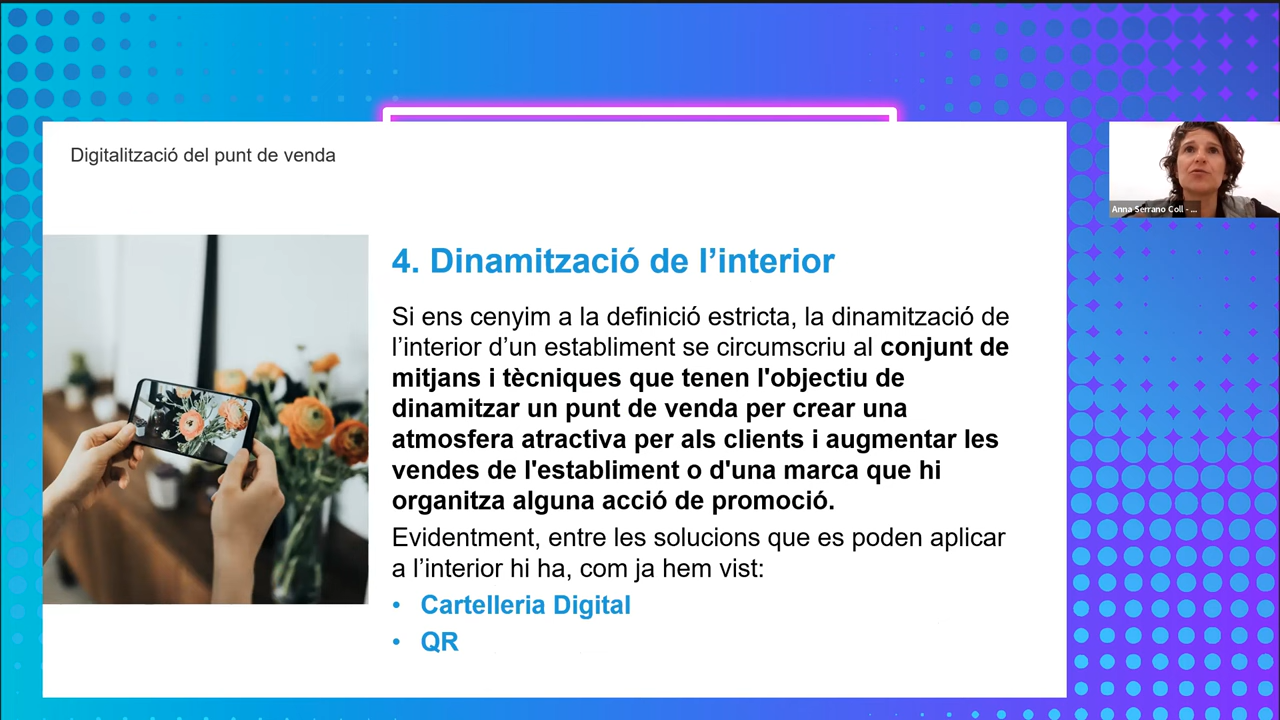 Digitalització del punt de venda
Anna Serrano Coll - ...
4. Dinamització de l’interior
Si ens cenyim a la definició estricta, la dinamització de
l’interior d’un establiment se circumscriu al conjunt de
mitjans i tècniques que tenen l'objectiu de
dinamitzar un punt de venda per crear una
atmosfera atractiva per als clients i augmentar les
vendes de l'establiment o d'una marca que hi
organitza alguna acció de promoció.
Evidentment, entre les solucions que es poden aplicar
a l’interior hi ha, com ja hem vist:
• Cartelleria Digital
• QR